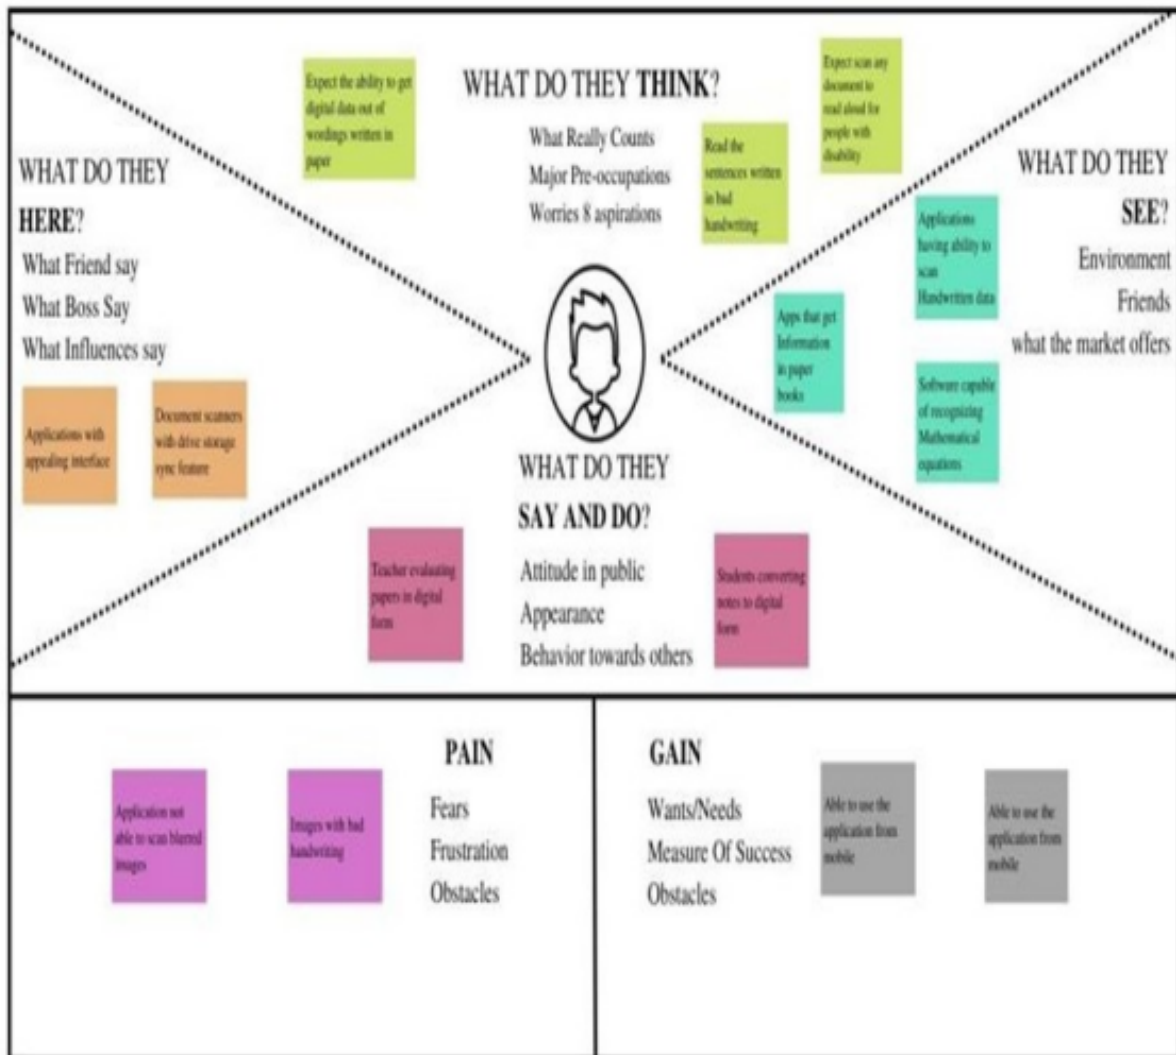 WHAT DO THEY THINK?
What Really Counts
Major Pre-occupations
Worries 8 aspirations
Expect the ability to get
digital data out of
wordings written in
paper
Read the
sentences written
in bad
handwriting
Expect scan any
document to
read aloud for
people with
disability
WHAT DO THEY
HERE?
What Friend say
What Boss Say
What Influences say
Applications with
appealing interface
Document scanners
with drive storage
sync feature
WHAT DO THEY
SEE?
Environment
Friends
what the market offers
Applications
having ability to
scan
Handwritten data
Apps that get
Information
in paper
books
Software capable
of recognizing
Mathematical
equations
WHAT DO THEY
SAY AND DO?
Attitude in public
Appearance
Behavior towards others
Teacher evaluating
papers in digital
form
Students converting
notes to digital
form
PAIN
Fears
Frustration
Obstacles
Application not
able to scan blurred
images
Images with bad
handwriting
GAIN
Wants/Needs
Measure Of Success
Obstacles
Able to use the
application from
mobile
Able to use the
application from
mobile